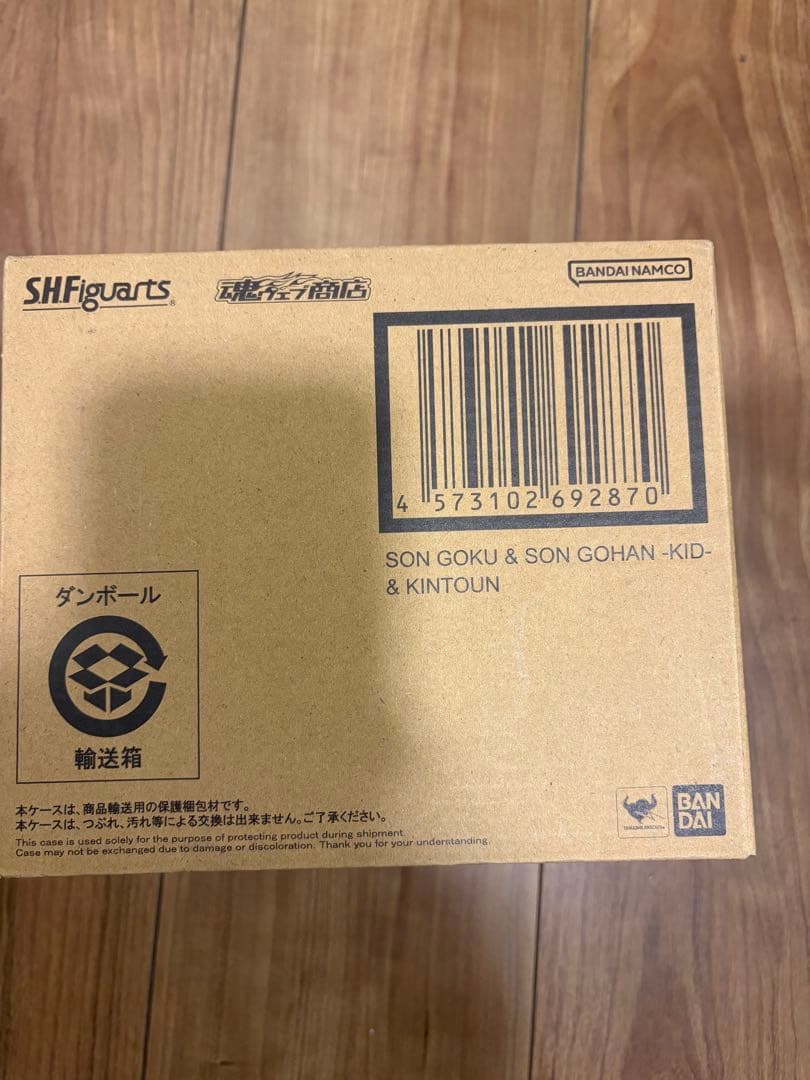 S.H.Figuarts®
魂ウェブ商店
BANDAI NAMCO
4 573102 692870
SON GOKU & SON GOHAN -KID-
& KINTOUN
ダンボール
輸送箱
本ケースは、商品輸送用の保護梱包材です。
本ケースは、つぶれ、汚れ等による交換は出来ません。ご了承ください。
This case is used solely for the purpose of protecting product during shipment.
Case may not be exchanged due to damage or discoloration. Thank you for your understanding.
BAN
DAI